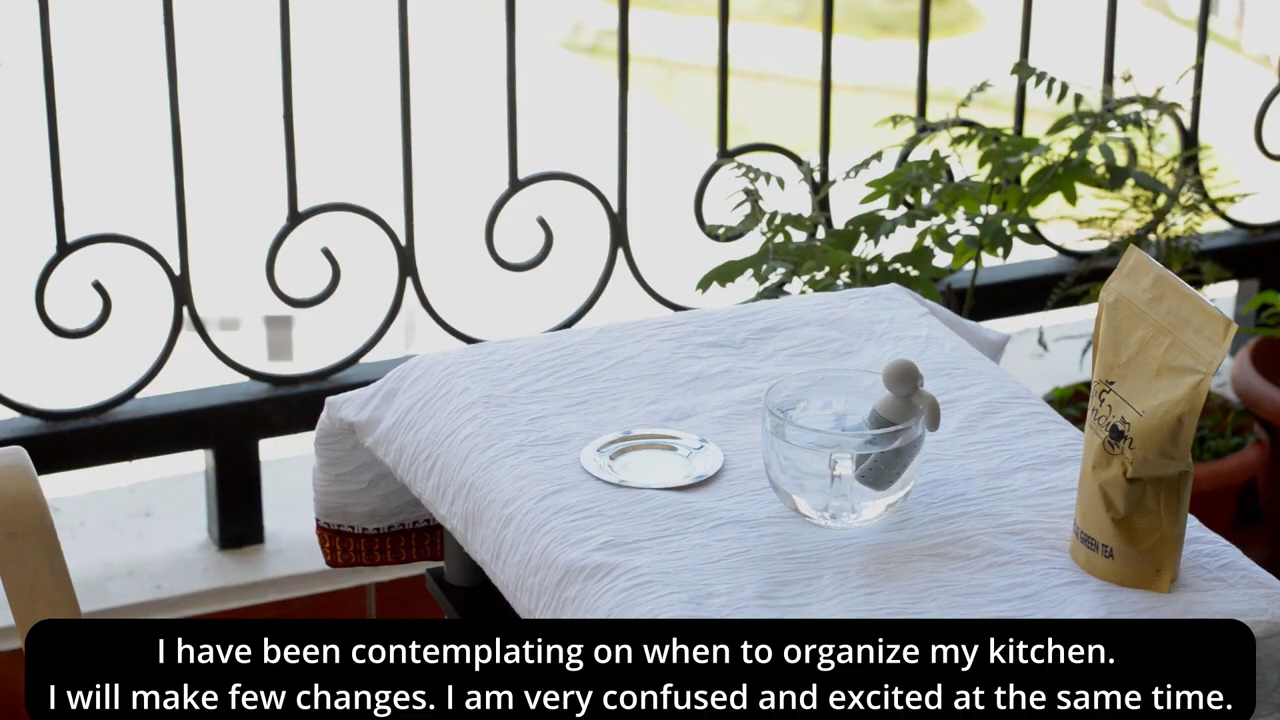 Indian
GREEN TEA
I have been contemplating on when to organize my kitchen.
I will make few changes. I am very confused and excited at the same time.